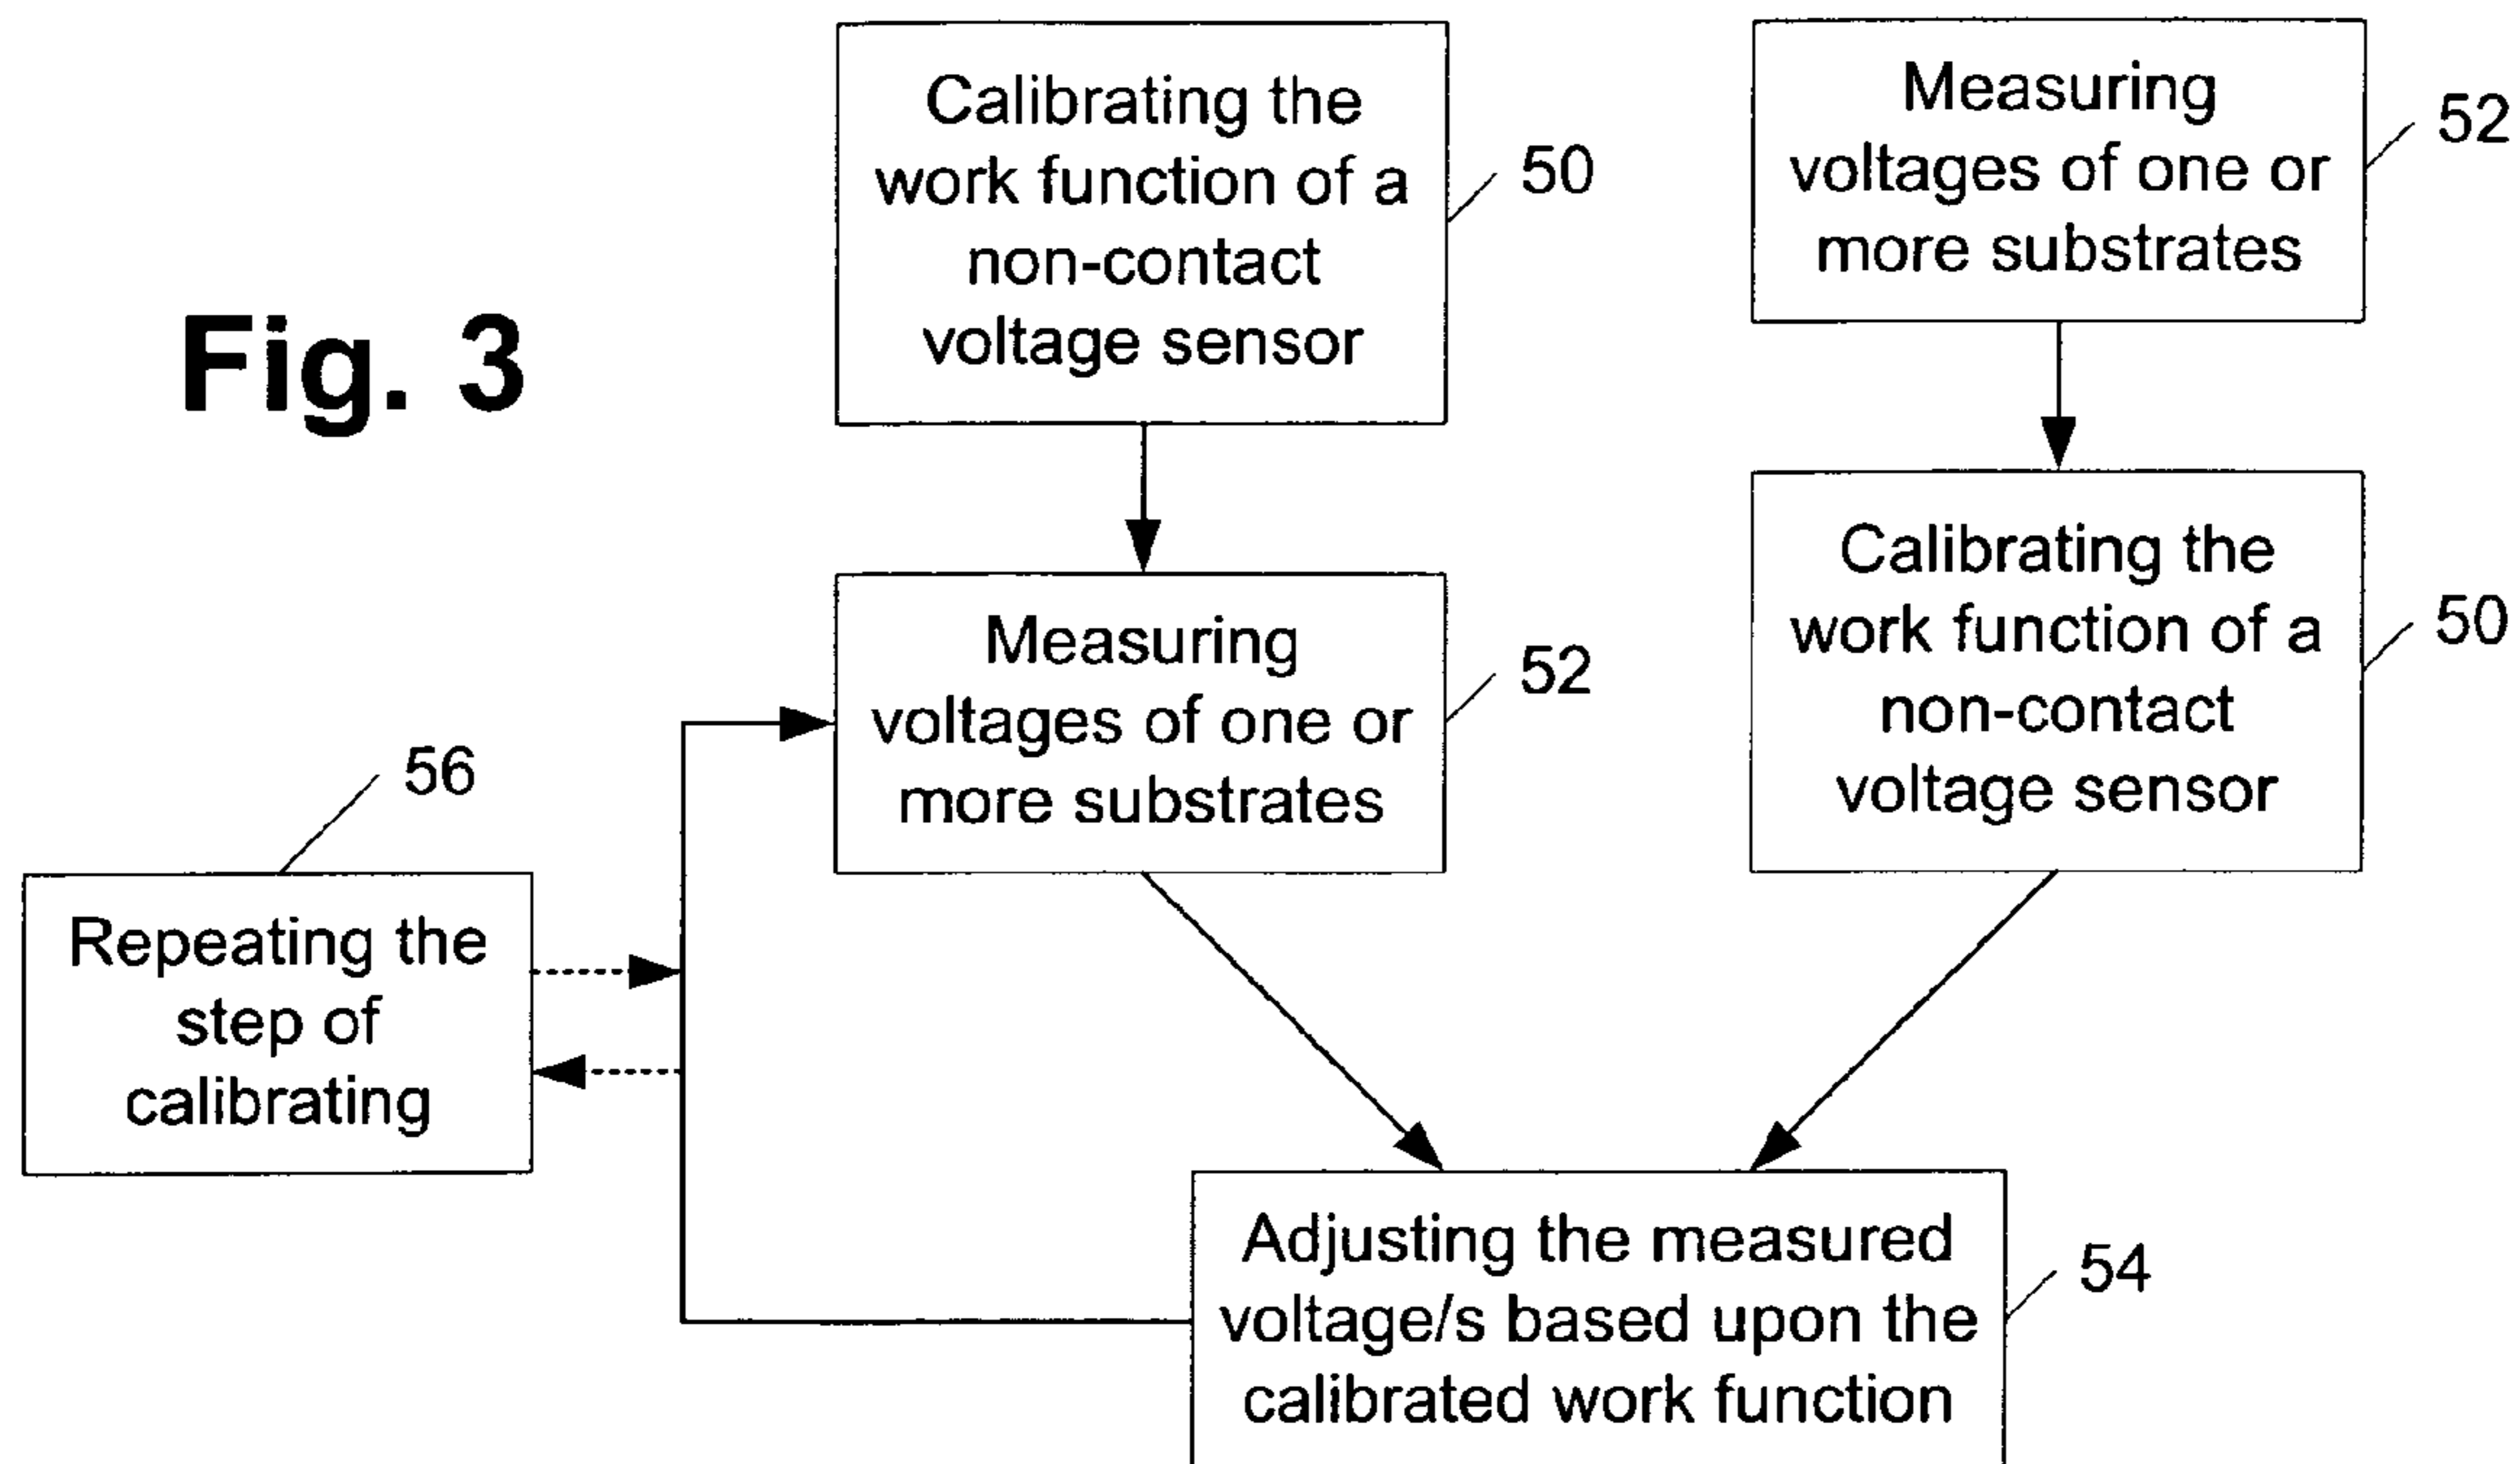 Fig. 3
Calibrating the
work function of a
non-contact
voltage sensor
50
Measuring
voltages of one or
more substrates
52
Measuring
voltages of one or
more substrates
52
Calibrating the
work function of a
non-contact
voltage sensor
50
56
Repeating the
step of
calibrating
Adjusting the measured
voltage/s based upon the
calibrated work function
54